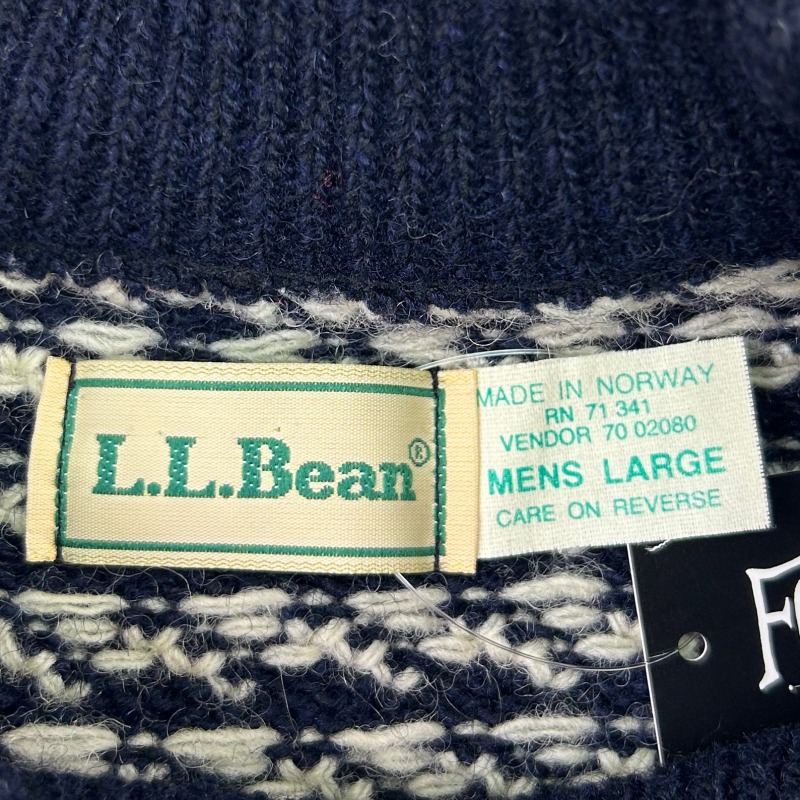 L.L.Bean®
MADE IN NORWAY
RN 71 341
VENDOR 70 02080
MENS LARGE
CARE ON REVERSE